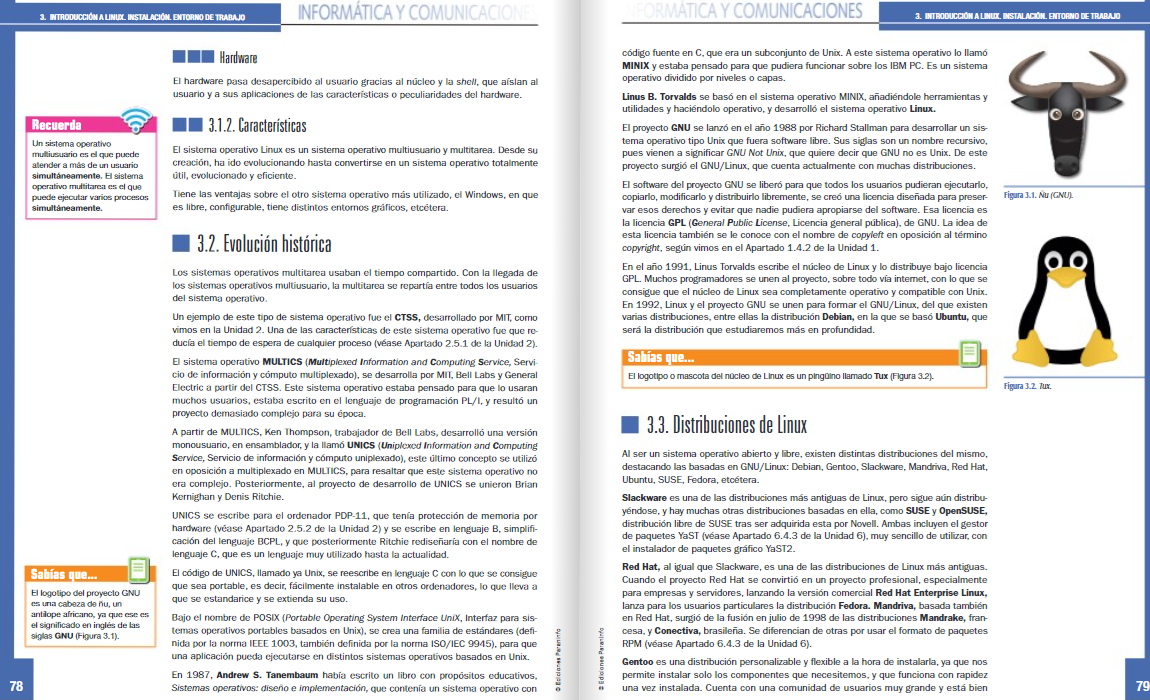 3. INTRODUCCIÓN A LINUX. INSTALACIÓN. ENTORNO DE TRABAJO
INFORMÁTICA Y COMUNICACIONES
Hardware
El hardware pasa desapercibido al usuario gracias al núcleo y la shell, que aíslan al
usuario y a sus aplicaciones de las características o peculiaridades del hardware.
Recuerda
Un sistema operativo
multiusuario es el que puede
atender a más de un usuario
simultáneamente. El sistema
operativo multitarea es el que
puede ejecutar varios procesos
simultáneamente.
3.1.2. Características
El sistema operativo Linux es un sistema operativo multiusuario y multitarea. Desde su
creación, ha ido evolucionando hasta convertirse en un sistema operativo totalmente
útil, evolucionado y eficiente.
Tiene las ventajas sobre el otro sistema operativo más utilizado, el Windows, en que
es libre, configurable, tiene distintos entornos gráficos, etcétera.
3.2. Evolución histórica
Los sistemas operativos multitarea usaban el tiempo compartido. Con la llegada de
los sistemas operativos multiusuario, la multitarea se repartía entre todos los usuarios
del sistema operativo.
Un ejemplo de este tipo de sistema operativo fue el CTSS, desarrollado por MIT, como
vimos en la Unidad 2. Una de las características de este sistema operativo fue que re-
ducía el tiempo de espera de cualquier proceso (véase Apartado 2.5.1 de la Unidad 2).
El sistema operativo MULTICS (Multiplexed Information and Computing Service, Servi-
cio de información y cómputo multiplexado), se desarrolla por MIT, Bell Labs y General
Electric a partir del CTSS. Este sistema operativo estaba pensado para que lo usaran
muchos usuarios, estaba escrito en el lenguaje de programación PL/I, y resultó un
proyecto demasiado complejo para su época.
A partir de MULTICS, Ken Thompson, trabajador de Bell Labs, desarrolló una versión
monousuario, en ensamblador, y la llamó UNICS (Uniplexed Information and Computing
Service, Servicio de información y cómputo uniplexado), este último concepto se utilizó
en oposición a multiplexado en MULTICS, para resaltar que este sistema operativo no
era complejo. Posteriormente, al proyecto de desarrollo de UNICS se unieron Brian
Kernighan y Denis Ritchie.
UNICS se escribe para el ordenador PDP-11, que tenía protección de memoria por
hardware (véase Apartado 2.5.2 de la Unidad 2) y se escribe en lenguaje B, simplifi-
cación del lenguaje BCPL, y que posteriormente Ritchie rediseñaría con el nombre de
lenguaje C, que es un lenguaje muy utilizado hasta la actualidad.
El código de UNICS, llamado ya Unix, se reescribe en lenguaje C con lo que se consigue
que sea portable, es decir, fácilmente instalable en otros ordenadores, lo que lleva a
que se estandarice y se extienda su uso.
Sabías que...
El logotipo del proyecto GNU
es una cabeza de ñu, un
antílope africano, ya que ese es
el significado en inglés de las
siglas GNU (Figura 3.1).
Bajo el nombre de POSIX (Portable Operating System Interface UniX, Interfaz para sis-
temas operativos portables basados en Unix), se crea una familia de estándares (defi-
nida por la norma IEEE 1003, también definida por la norma ISO/IEC 9945), para que
una aplicación pueda ejecutarse en distintos sistemas operativos basados en Unix.
En 1987, Andrew S. Tanembaum había escrito un libro con propósitos educativos,
Sistemas operativos: diseño e implementación, que contenía un sistema operativo con
78
© Ediciones Paraninfo
INFORMÁTICA Y COMUNICACIONES
3. INTRODUCCIÓN A LINUX. INSTALACIÓN. ENTORNO DE TRABAJO
código fuente en C, que era un subconjunto de Unix. A este sistema operativo lo llamó
MINIX y estaba pensado para que pudiera funcionar sobre los IBM PC. Es un sistema
operativo dividido por niveles o capas.
Linus B. Torvalds se basó en el sistema operativo MINIX, añadiéndole herramientas y
utilidades y haciéndolo operativo, y desarrolló el sistema operativo Linux.
El proyecto GNU se lanzó en el año 1988 por Richard Stallman para desarrollar un sis-
tema operativo tipo Unix que fuera software libre. Sus siglas son un nombre recursivo,
pues vienen a significar GNU Not Unix, que quiere decir que GNU no es Unix. De este
proyecto surgió el GNU/Linux, que cuenta actualmente con muchas distribuciones.
El software del proyecto GNU se liberó para que todos los usuarios pudieran ejecutarlo,
copiarlo, modificarlo y distribuirlo libremente, se creó una licencia diseñada para preser-
var esos derechos y evitar que nadie pudiera apropiarse del software. Esa licencia es
la licencia GPL (General Public License, Licencia general pública), de GNU. La idea de
esta licencia también se le conoce con el nombre de copyleft en oposición al término
copyright, según vimos en el Apartado 1.4.2 de la Unidad 1.
En el año 1991, Linus Torvalds escribe el núcleo de Linux y lo distribuye bajo licencia
GPL. Muchos programadores se unen al proyecto, sobre todo vía internet, con lo que se
consigue que el núcleo de Linux sea completamente operativo y compatible con Unix.
En 1992, Linux y el proyecto GNU se unen para formar el GNU/Linux, del que existen
varias distribuciones, entre ellas la distribución Debian, en la que se basó Ubuntu, que
será la distribución que estudiaremos más en profundidad.
Figura 3.1. Ñu (GNU).
Sabías que...
El logotipo o mascota del núcleo de Linux es un pingüino llamado Tux (Figura 3.2).
Figura 3.2. Tux.
3.3. Distribuciones de Linux
Al ser un sistema operativo abierto y libre, existen distintas distribuciones del mismo,
destacando las basadas en GNU/Linux: Debian, Gentoo, Slackware, Mandriva, Red Hat,
Ubuntu, SUSE, Fedora, etcétera.
Slackware es una de las distribuciones más antiguas de Linux, pero sigue aún distribu-
yéndose, y hay muchas otras distribuciones basadas en ella, como SUSE y OpenSUSE,
distribución libre de SUSE tras ser adquirida esta por Novell. Ambas incluyen el gestor
de paquetes YaST (véase Apartado 6.4.3 de la Unidad 6), muy sencillo de utilizar, con
el instalador de paquetes gráfico YaST2.
Red Hat, al igual que Slackware, es una de las distribuciones de Linux más antiguas.
Cuando el proyecto Red Hat se convirtió en un proyecto profesional, especialmente
para empresas y servidores, lanzando la versión comercial Red Hat Enterprise Linux,
lanza para los usuarios particulares la distribución Fedora. Mandriva, basada también
en Red Hat, surgió de la fusión en julio de 1998 de las distribuciones Mandrake, fran-
cesa, y Conectiva, brasileña. Se diferencian de otras por usar el formato de paquetes
RPM (véase Apartado 6.4.3 de la Unidad 6).
Gentoo es una distribución personalizable y flexible a la hora de instalarla, ya que nos
permite instalar solo los componentes que necesitemos, y que funciona con rapidez
una vez instalada. Cuenta con una comunidad de usuarios muy grande y está bien
© Ediciones Paraninfo
79